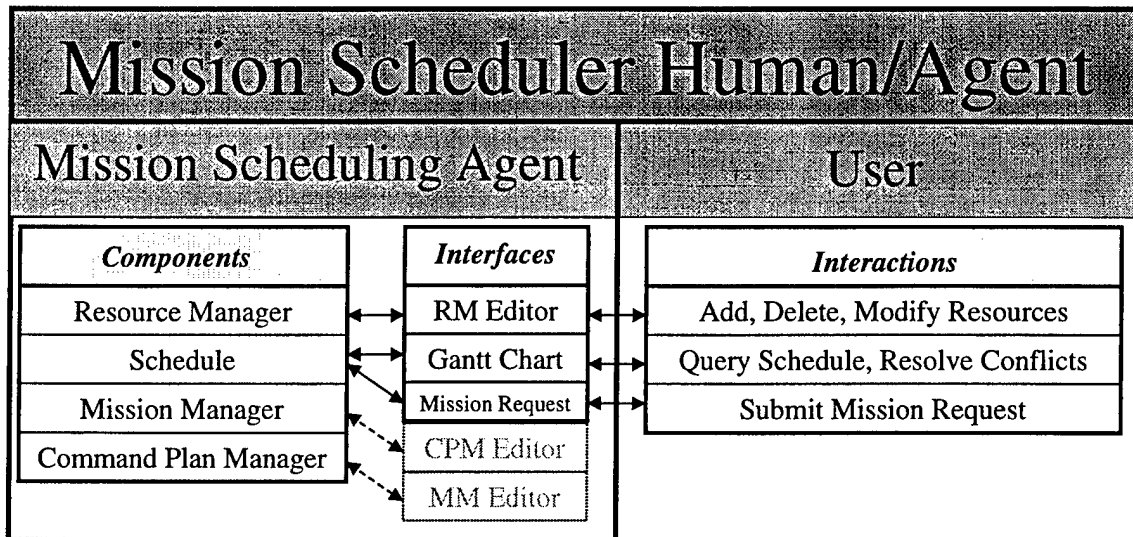 Mission Scheduler Human/Agent
Mission Scheduling Agent
User
Components
Resource Manager
Schedule
Mission Manager
Command Plan Manager
Interfaces
RM Editor
Gantt Chart
Mission Request
CPM Editor
MM Editor
Interactions
Add, Delete, Modify Resources
Query Schedule, Resolve Conflicts
Submit Mission Request